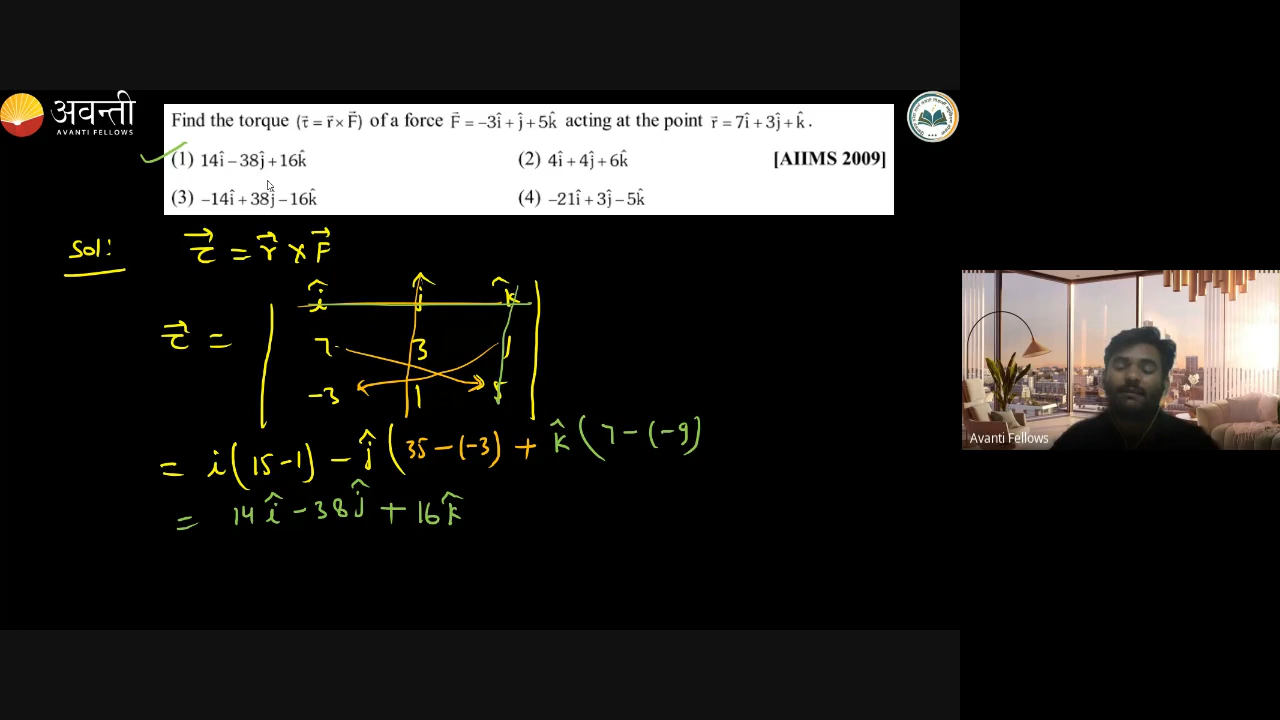 अवन्ती
AVANTI FELLOWS
Find the torque (τ⃗ = r⃗ × F⃗) of a force F⃗ = −3î + ĵ + 5k̂ acting at the point r⃗ = 7î + 3ĵ + k̂ .
(1) 14î − 38ĵ + 16k̂ (2) 4î + 4ĵ + 6k̂ [AIIMS 2009]
(3) −14î + 38ĵ − 16k̂ (4) −21î + 3ĵ − 5k̂
Sol: τ⃗ = r⃗ × F⃗
î ĵ k̂
τ⃗ = 7 3 1
-3 1 5
= i(15-1) - ĵ(35-(-3) + k̂(7-(-9)
= 14î - 38ĵ + 16k̂
Avanti Fellows